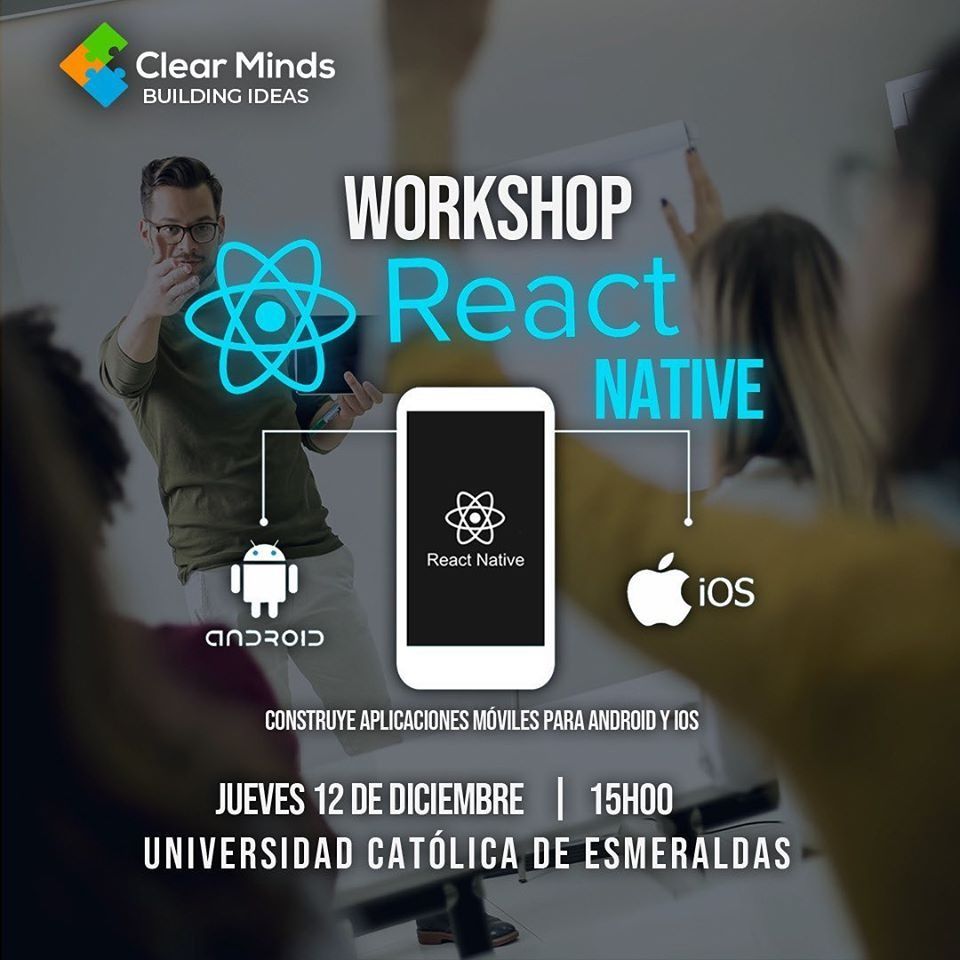 Clear Minds
BUILDING IDEAS
WORKSHOP
React
NATIVE
React Native
ANDROID
iOS
CONSTRUYE APLICACIONES MÓVILES PARA ANDROID Y IOS
JUEVES 12 DE DICIEMBRE | 15H00
UNIVERSIDAD CATÓLICA DE ESMERALDAS